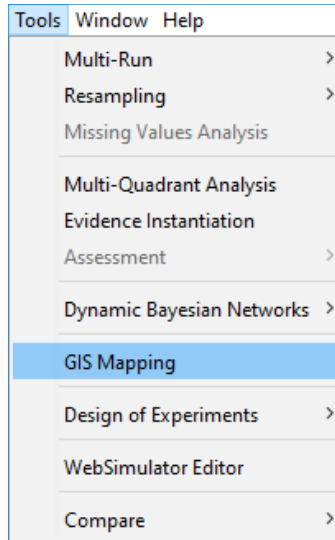 Tools Window Help
Multi-Run
Resampling
Missing Values Analysis
Multi-Quadrant Analysis
Evidence Instantiation
Assessment
Dynamic Bayesian Networks
GIS Mapping
Design of Experiments
WebSimulator Editor
Compare